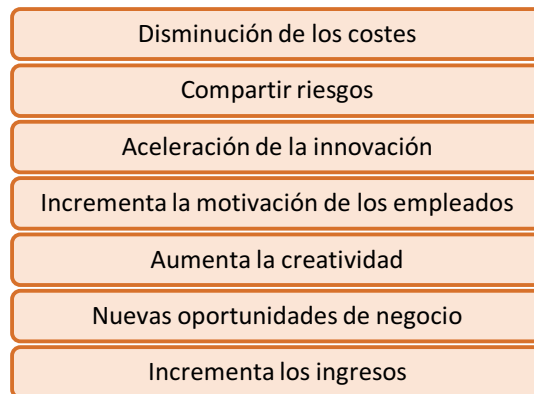 Disminución de los costes
Compartir riesgos
Aceleración de la innovación
Incrementa la motivación de los empleados
Aumenta la creatividad
Nuevas oportunidades de negocio
Incrementa los ingresos